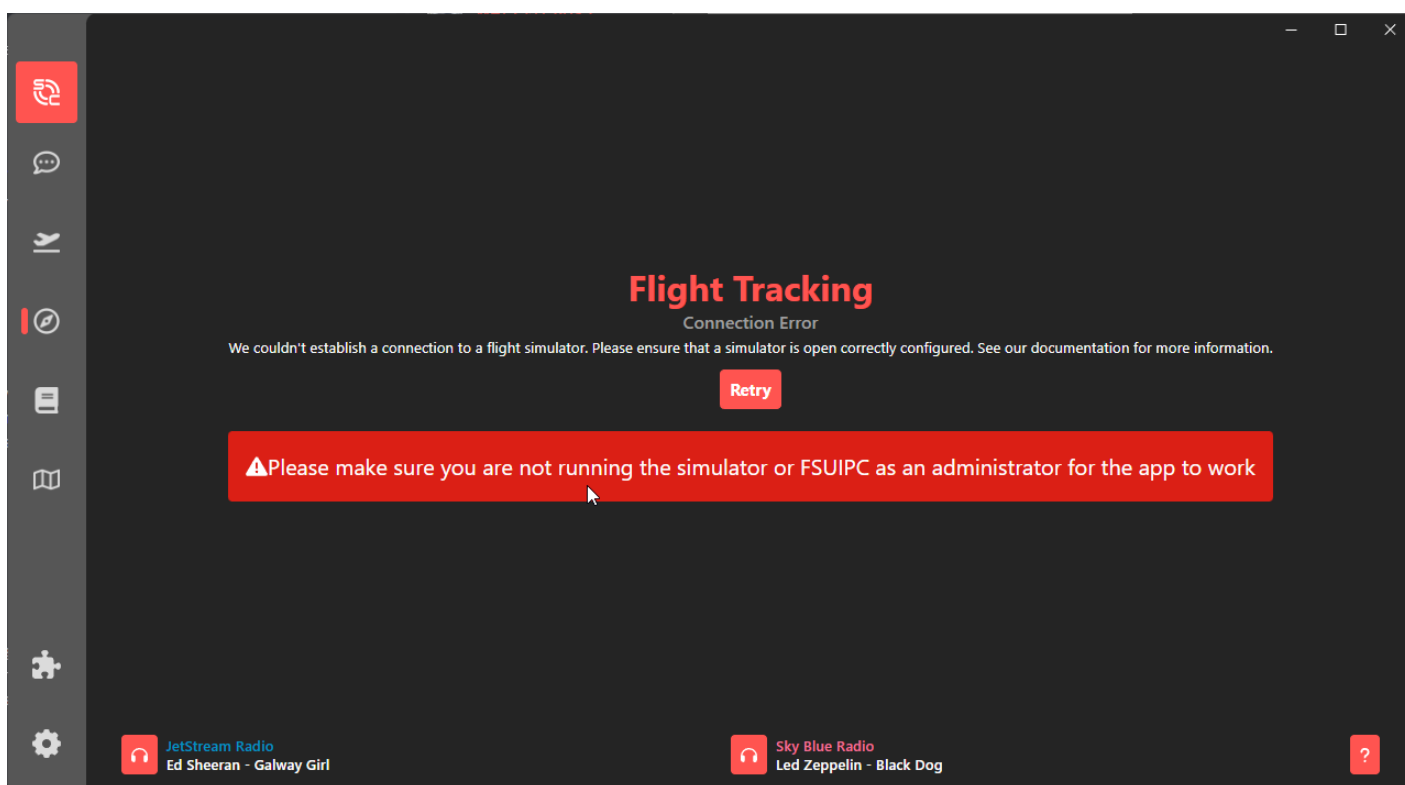 Flight Tracking
Connection Error
We couldn't establish a connection to a flight simulator. Please ensure that a simulator is open correctly configured. See our documentation for more information.
Retry
Please make sure you are not running the simulator or FSUIPC as an administrator for the app to work
JetStream Radio
Ed Sheeran - Galway Girl
Sky Blue Radio
Led Zeppelin - Black Dog
?